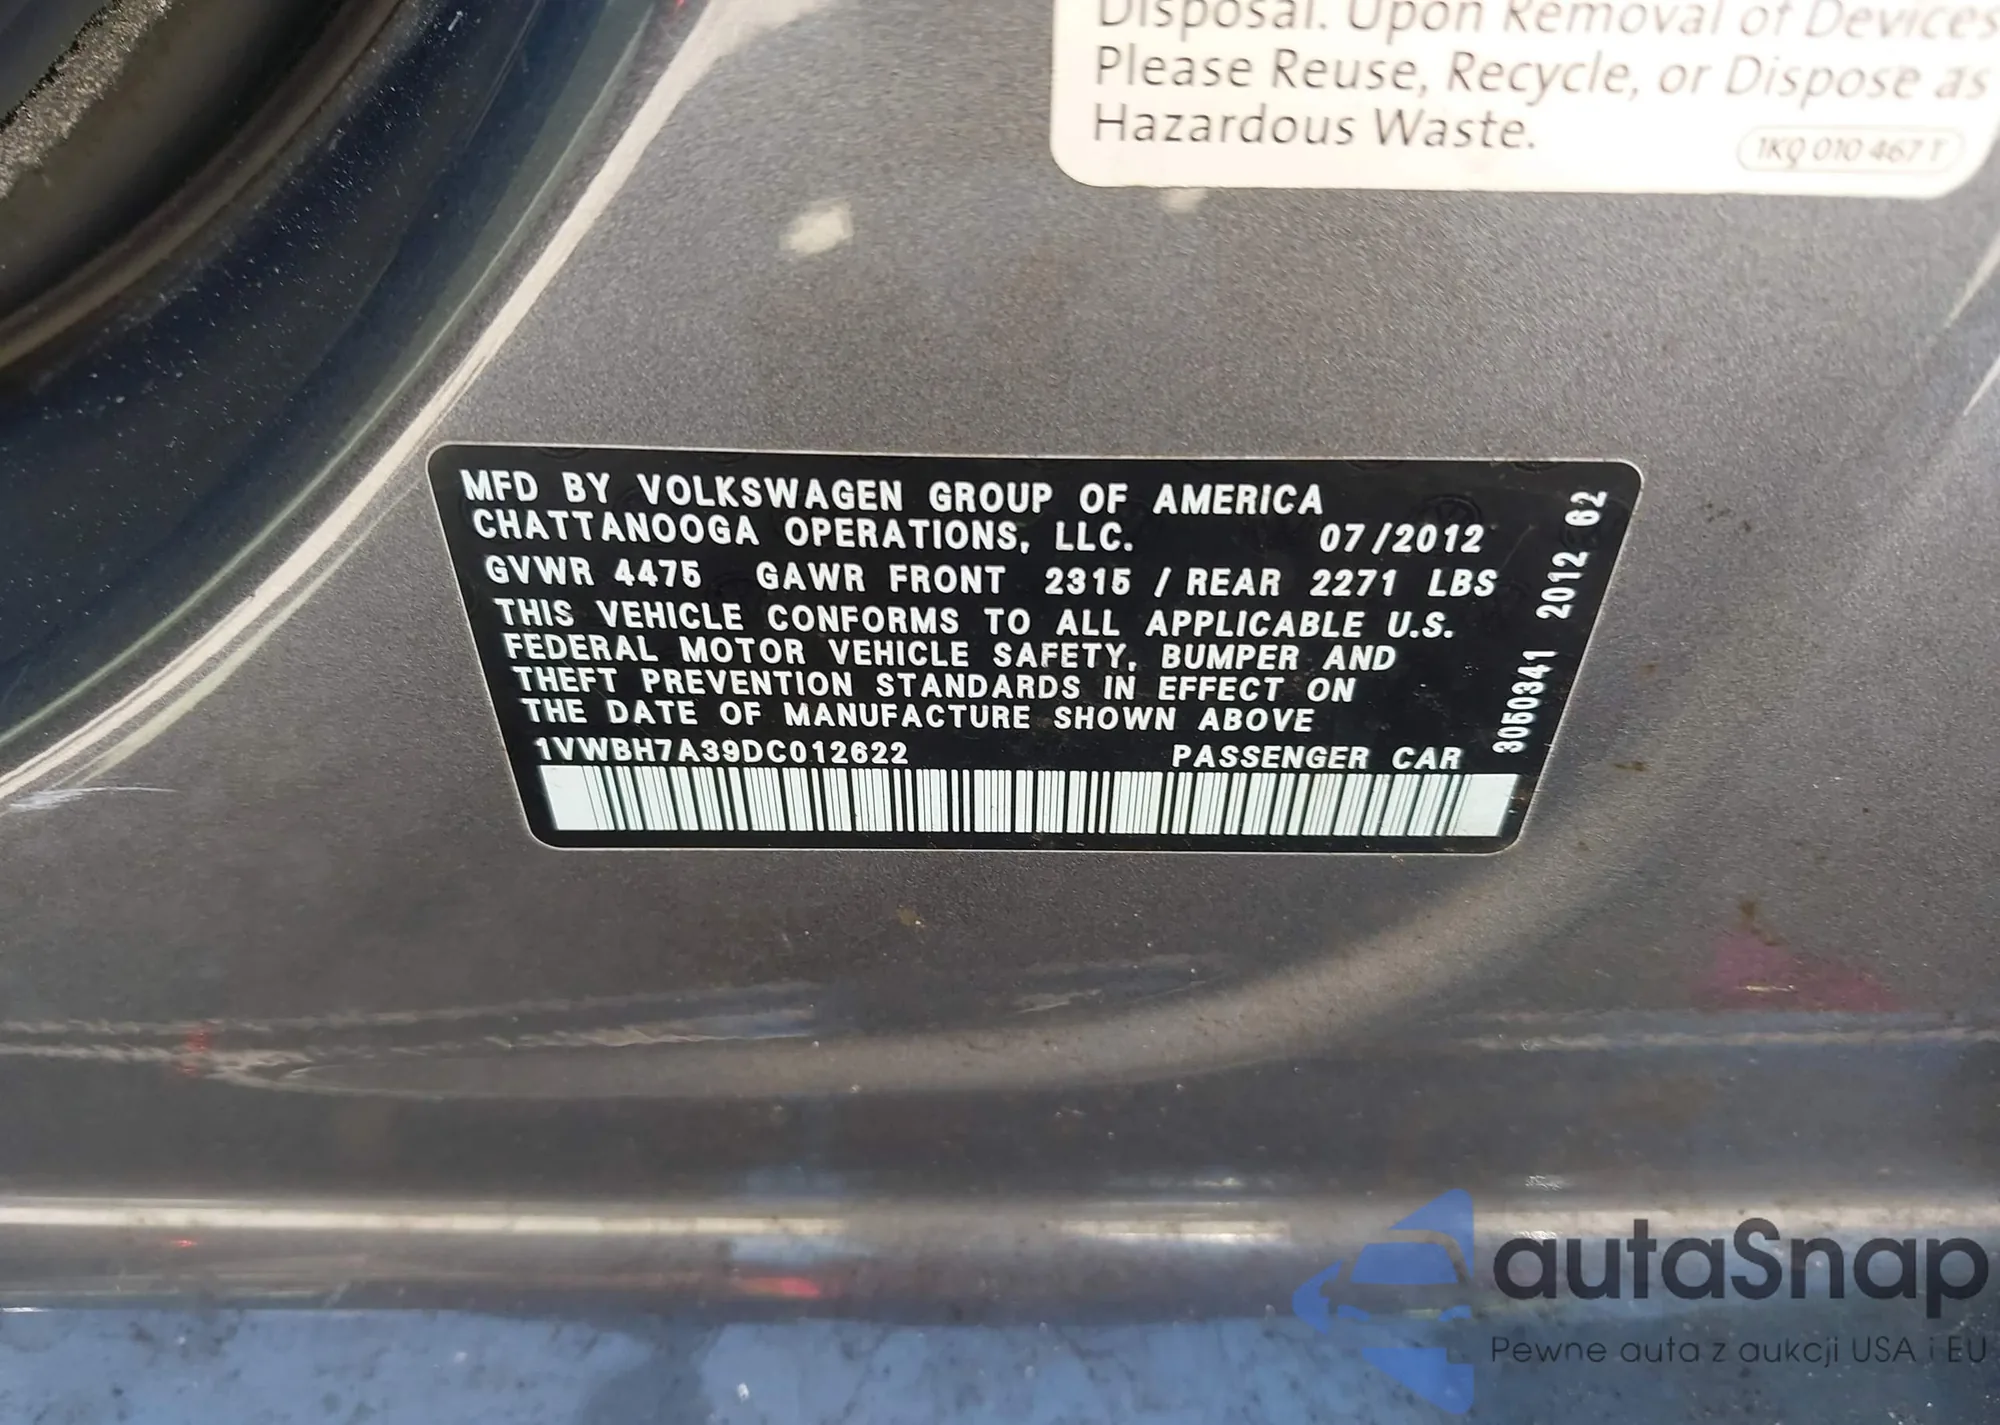 Disposal. Upon Removal of Devices
Please Reuse, Recycle, or Dispose as
Hazardous Waste.
1KQ 010 467 T
MFD BY VOLKSWAGEN GROUP OF AMERICA
CHATTANOOGA OPERATIONS, LLC. 07/2012
GVWR 4475 GAWR FRONT 2315 / REAR 2271 LBS
THIS VEHICLE CONFORMS TO ALL APPLICABLE U.S.
FEDERAL MOTOR VEHICLE SAFETY, BUMPER AND
THEFT PREVENTION STANDARDS IN EFFECT ON
THE DATE OF MANUFACTURE SHOWN ABOVE
1VWBH7A39DC012622 PASSENGER CAR
3050341 2012 62
autaSnap
Pewne auta z aukcji USA i EU